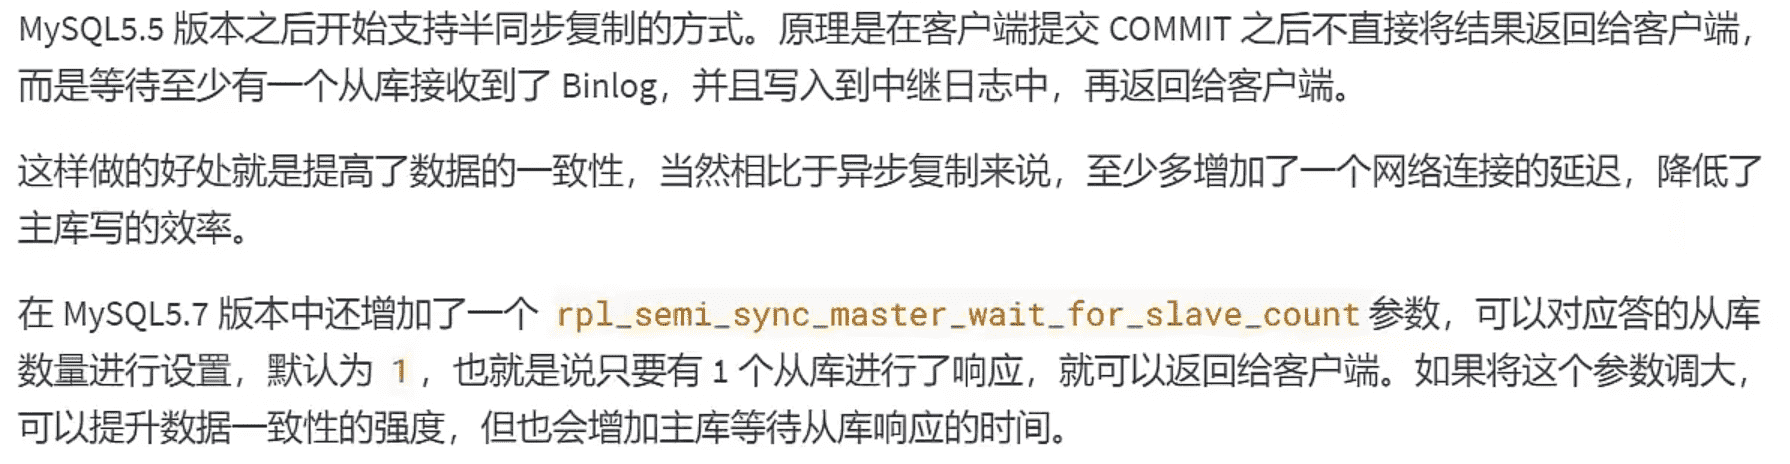 MySQL5.5 版本之后开始支持半同步复制的方式。原理是在客户端提交 COMMIT 之后不直接将结果返回给客户端，
而是等待至少有一个从库接收到了 Binlog，并且写入到中继日志中，再返回给客户端。
这样做的好处就是提高了数据的一致性，当然相比于异步复制来说，至少多增加了一个网络连接的延迟，降低了
主库写的效率。
在 MySQL5.7 版本中还增加了一个 rpl_semi_sync_master_wait_for_slave_count 参数，可以对应答的从库
数量进行设置，默认为 1 ，也就是说只要有 1 个从库进行了响应，就可以返回给客户端。如果将这个参数调大，
可以提升数据一致性的强度，但也会增加主库等待从库响应的时间。